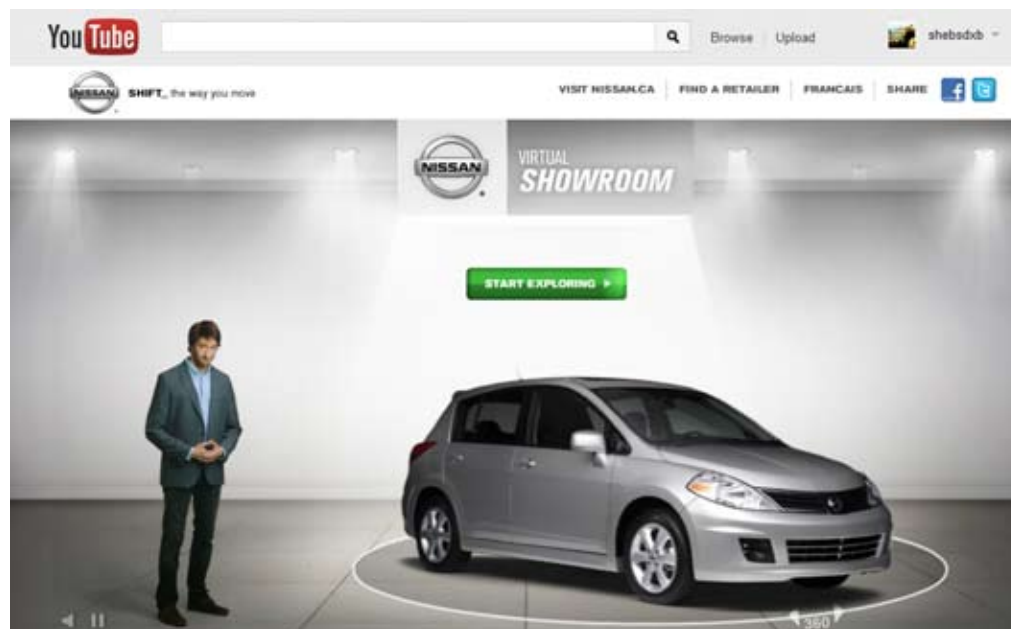 YouTube
Browse Upload
shebsdxb
NISSAN
SHIFT_ the way you move
VISIT NISSAN.CA FIND A RETAILER FRANCAIS SHARE
NISSAN
VIRTUAL
SHOWROOM
START EXPLORING
360